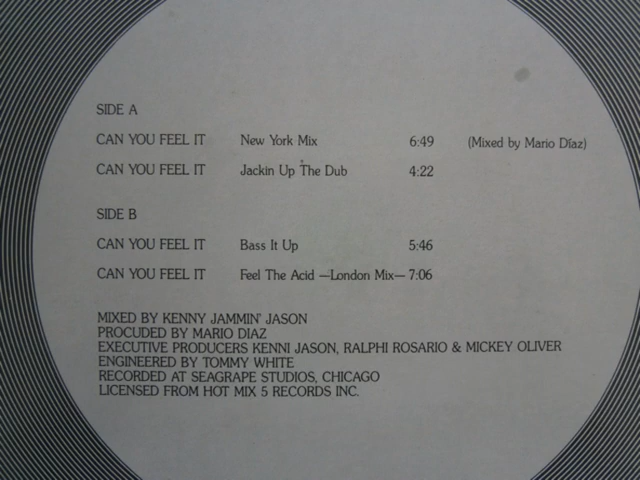 SIDE A
CAN YOU FEEL IT New York Mix 6:49 (Mixed by Mario Díaz)
CAN YOU FEEL IT Jackin Up The Dub 4:22
SIDE B
CAN YOU FEEL IT Bass It Up 5:46
CAN YOU FEEL IT Feel The Acid —London Mix— 7:06
MIXED BY KENNY JAMMIN' JASON
PROCUDED BY MARIO DIAZ
EXECUTIVE PRODUCERS KENNI JASON, RALPHI ROSARIO & MICKEY OLIVER
ENGINEERED BY TOMMY WHITE
RECORDED AT SEAGRAPE STUDIOS, CHICAGO
LICENSED FROM HOT MIX 5 RECORDS INC.